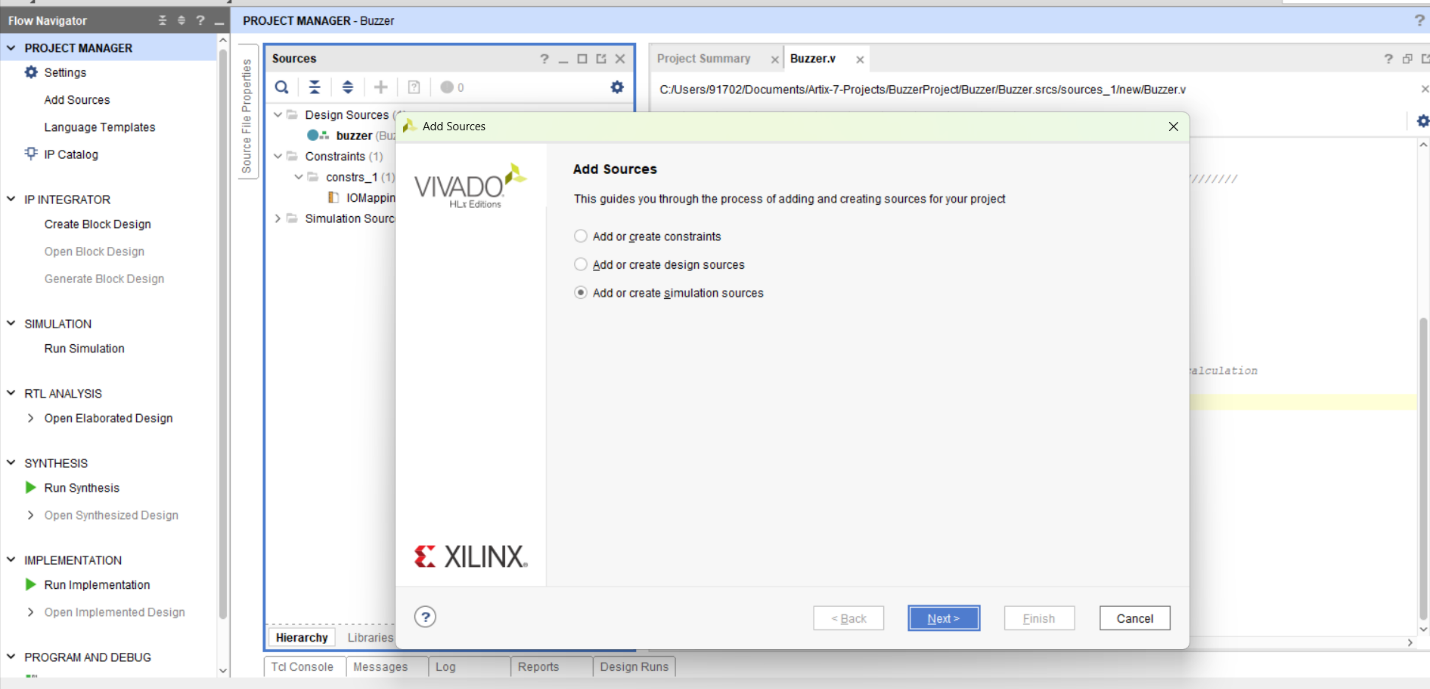 Flow Navigator
PROJECT MANAGER
Settings
Add Sources
Language Templates
IP Catalog
IP INTEGRATOR
Create Block Design
Open Block Design
Generate Block Design
SIMULATION
Run Simulation
RTL ANALYSIS
Open Elaborated Design
SYNTHESIS
Run Synthesis
Open Synthesized Design
IMPLEMENTATION
Run Implementation
Open Implemented Design
PROGRAM AND DEBUG
PROJECT MANAGER - Buzzer
Source File Properties
Sources
0
Design Sources
buzzer (Buz
Constraints (1)
constrs_1 (1)
IOMappin
Simulation Sourc
Hierarchy Libraries
Project Summary Buzzer.v
C:/Users/91702/Documents/Artix-7-Projects/BuzzerProject/Buzzer/Buzzer.srcs/sources_1/new/Buzzer.v
///////
alculation
Add Sources
VIVADO
HLx Editions
XILINX
Add Sources
This guides you through the process of adding and creating sources for your project
Add or create constraints
Add or create design sources
Add or create simulation sources
?
< Back Next > Finish Cancel
Tcl Console Messages Log Reports Design Runs